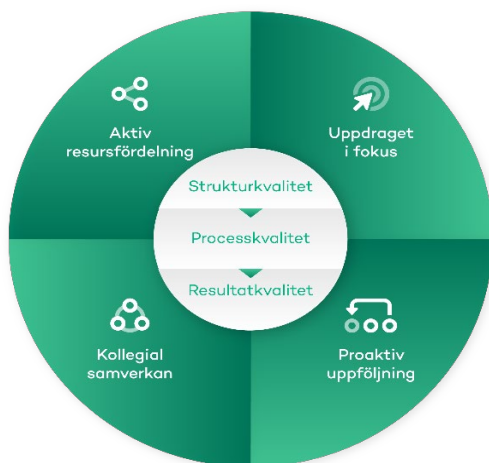 Aktiv
resursfördelning
Uppdraget
i fokus
Strukturkvalitet
Processkvalitet
Resultatkvalitet
Kollegial
samverkan
Proaktiv
uppföljning